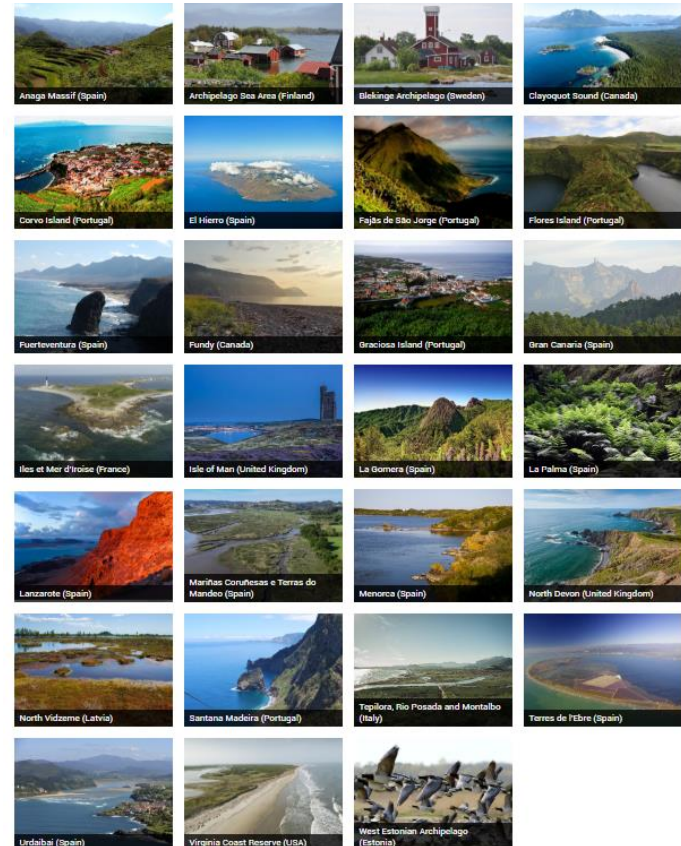 Anaga Massif (Spain)
Archipelago Sea Area (Finland)
Blekinge Archipelago (Sweden)
Clayoquot Sound (Canada)
Corvo Island (Portugal)
El Hierro (Spain)
Fajãs de São Jorge (Portugal)
Flores Island (Portugal)
Fuerteventura (Spain)
Fundy (Canada)
Graciosa Island (Portugal)
Gran Canaria (Spain)
Iles et Mer d'Iroise (France)
Isle of Man (United Kingdom)
La Gomera (Spain)
La Palma (Spain)
Lanzarote (Spain)
Mariñas Coruñesas e Terras do
Mandeo (Spain)
Menorca (Spain)
North Devon (United Kingdom)
North Vidzeme (Latvia)
Santana Madeira (Portugal)
Tepilora, Rio Posada and Montalbo
(Italy)
Terres de l'Ebre (Spain)
Urdaibai (Spain)
Virginia Coast Reserve (USA)
West Estonian Archipelago
(Estonia)